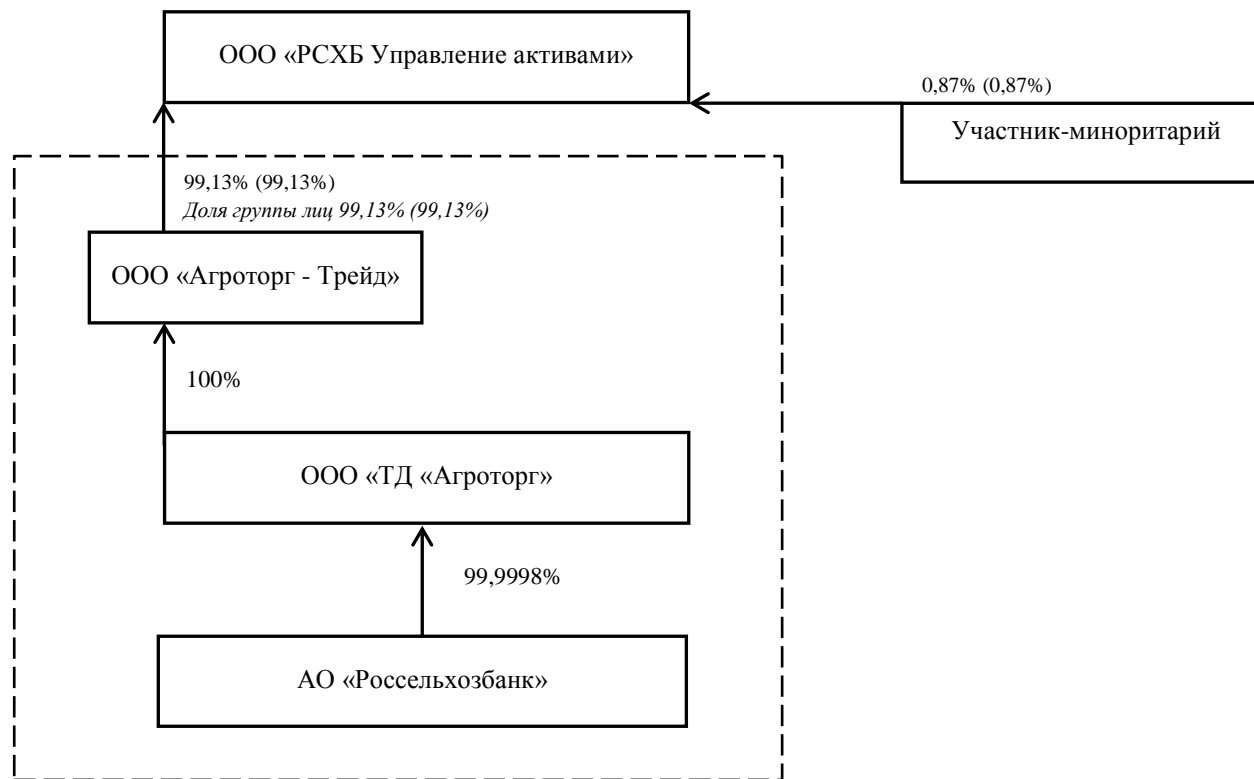 ООО «РСХБ Управление активами»
0,87% (0,87%)
Участник-миноритарий
99,13% (99,13%)
Доля группы лиц 99,13% (99,13%)
ООО «Агроторг - Трейд»
100%
ООО «ТД «Агроторг»
99,9998%
АО «Россельхозбанк»